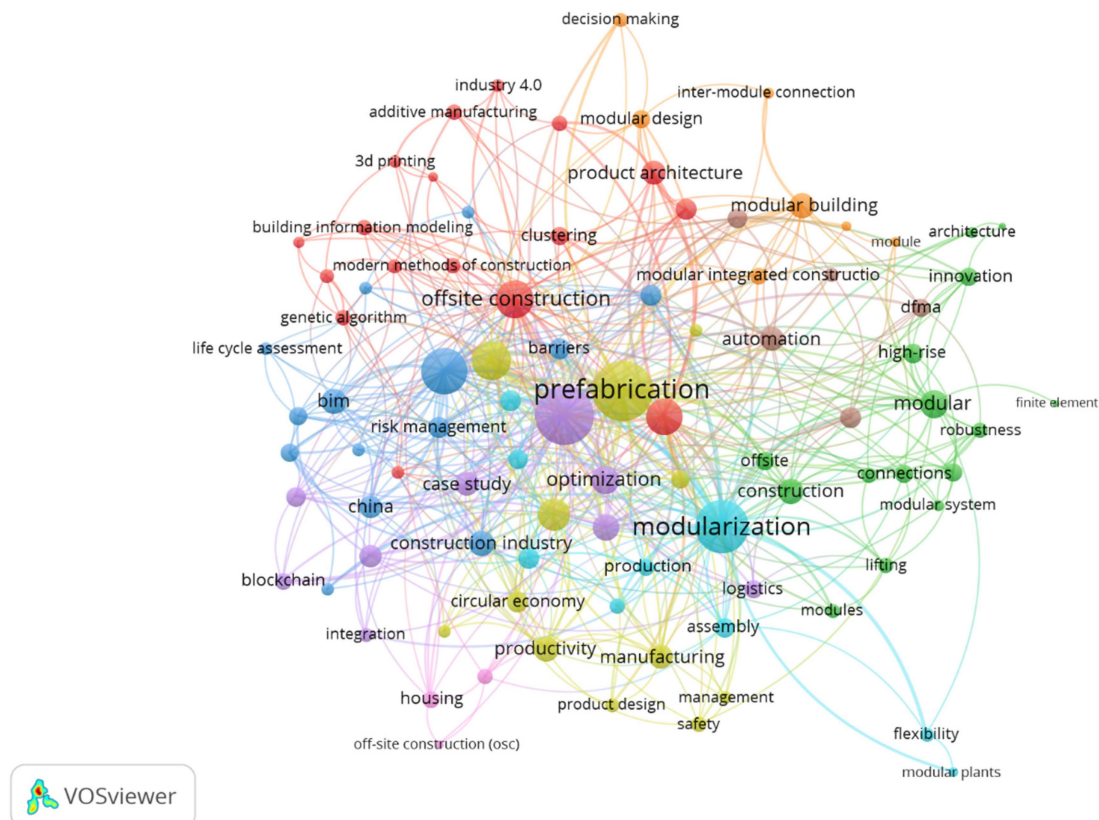 decision making
industry 4.0
inter-module connection
additive manufacturing
modular design
3d printing
product architecture
modular building
building information modeling
architecture
clustering
module
modern methods of construction
modular integrated constructio
innovation
offsite construction
dfma
genetic algorithm
automation
life cycle assessment
barriers
high-rise
prefabrication
bim
modular
finite element
risk management
robustness
offsite
connections
case study
optimization
construction
china
modular system
modularization
construction industry
production
lifting
blockchain
logistics
circular economy
modules
integration
assembly
productivity
manufacturing
housing
product design
management
safety
flexibility
off-site construction (osc)
modular plants
VOSviewer